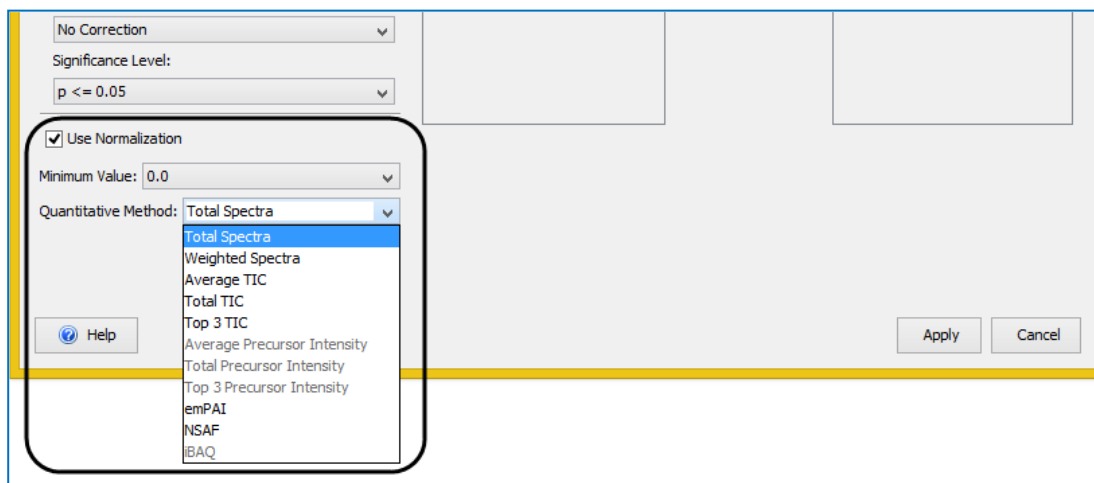 No Correction
Significance Level:
p <= 0.05
Use Normalization
Minimum Value: 0.0
Quantitative Method: Total Spectra
Total Spectra
Weighted Spectra
Average TIC
Total TIC
Top 3 TIC
Average Precursor Intensity
Total Precursor Intensity
Top 3 Precursor Intensity
emPAI
NSAF
iBAQ
Help
Apply
Cancel